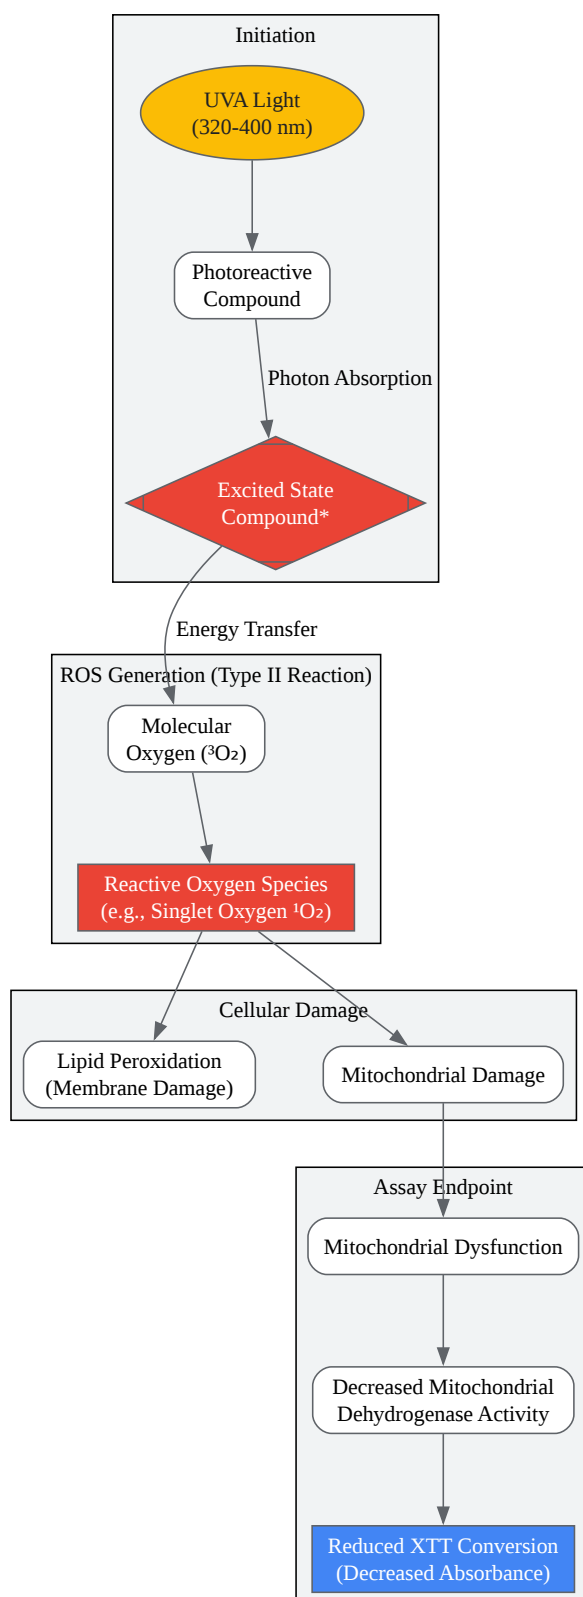 Initiation
UVA Light
(320-400 nm)
Photoreactive
Compound
Photon Absorption
Excited State
Compound*
Energy Transfer
ROS Generation (Type II Reaction)
Molecular
Oxygen (³O₂)
Reactive Oxygen Species
(e.g., Singlet Oxygen ¹O₂)
Cellular Damage
Lipid Peroxidation
(Membrane Damage)
Mitochondrial Damage
Assay Endpoint
Mitochondrial Dysfunction
Decreased Mitochondrial
Dehydrogenase Activity
Reduced XTT Conversion
(Decreased Absorbance)